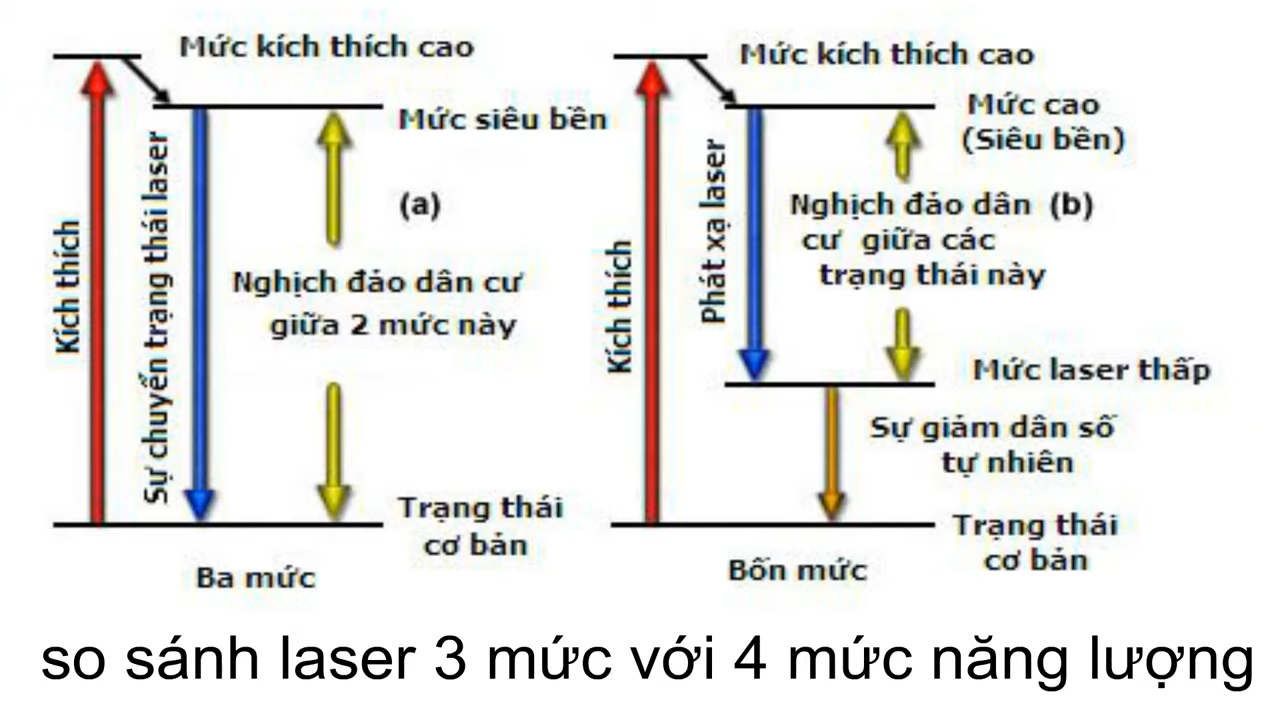 Mức kích thích cao
Mức siêu bền
Kích thích
Sự chuyển trạng thái laser
(a)
Nghịch đảo dân cư
giữa 2 mức này
Trạng thái
cơ bản
Ba mức
Mức kích thích cao
Mức cao
(Siêu bền)
Kích thích
Phát xạ laser
Nghịch đảo dân (b)
cư giữa các
trạng thái này
Mức laser thấp
Sự giảm dân số
tự nhiên
Trạng thái
cơ bản
Bốn mức
so sánh laser 3 mức với 4 mức năng lượng